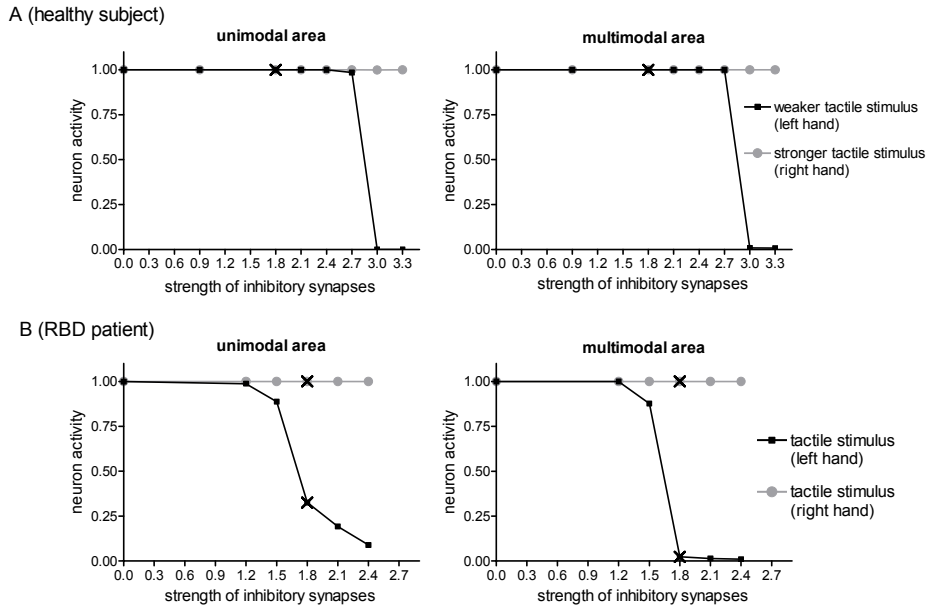 A (healthy subject)
unimodal area
multimodal area
1.00
0.75
0.50
0.25
0.00
neuron activity
0.0 0.3 0.6 0.9 1.2 1.5 1.8 2.1 2.4 2.7 3.0 3.3
strength of inhibitory synapses
1.00
0.75
0.50
0.25
0.00
neuron activity
0.0 0.3 0.6 0.9 1.2 1.5 1.8 2.1 2.4 2.7 3.0 3.3
strength of inhibitory synapses
weaker tactile stimulus
(left hand)
stronger tactile stimulus
(right hand)
B (RBD patient)
unimodal area
multimodal area
1.00
0.75
0.50
0.25
0.00
neuron activity
0.0 0.3 0.6 0.9 1.2 1.5 1.8 2.1 2.4 2.7
strength of inhibitory synapses
1.00
0.75
0.50
0.25
0.00
neuron activity
0.0 0.3 0.6 0.9 1.2 1.5 1.8 2.1 2.4 2.7
strength of inhibitory synapses
tactile stimulus
(left hand)
tactile stimulus
(right hand)